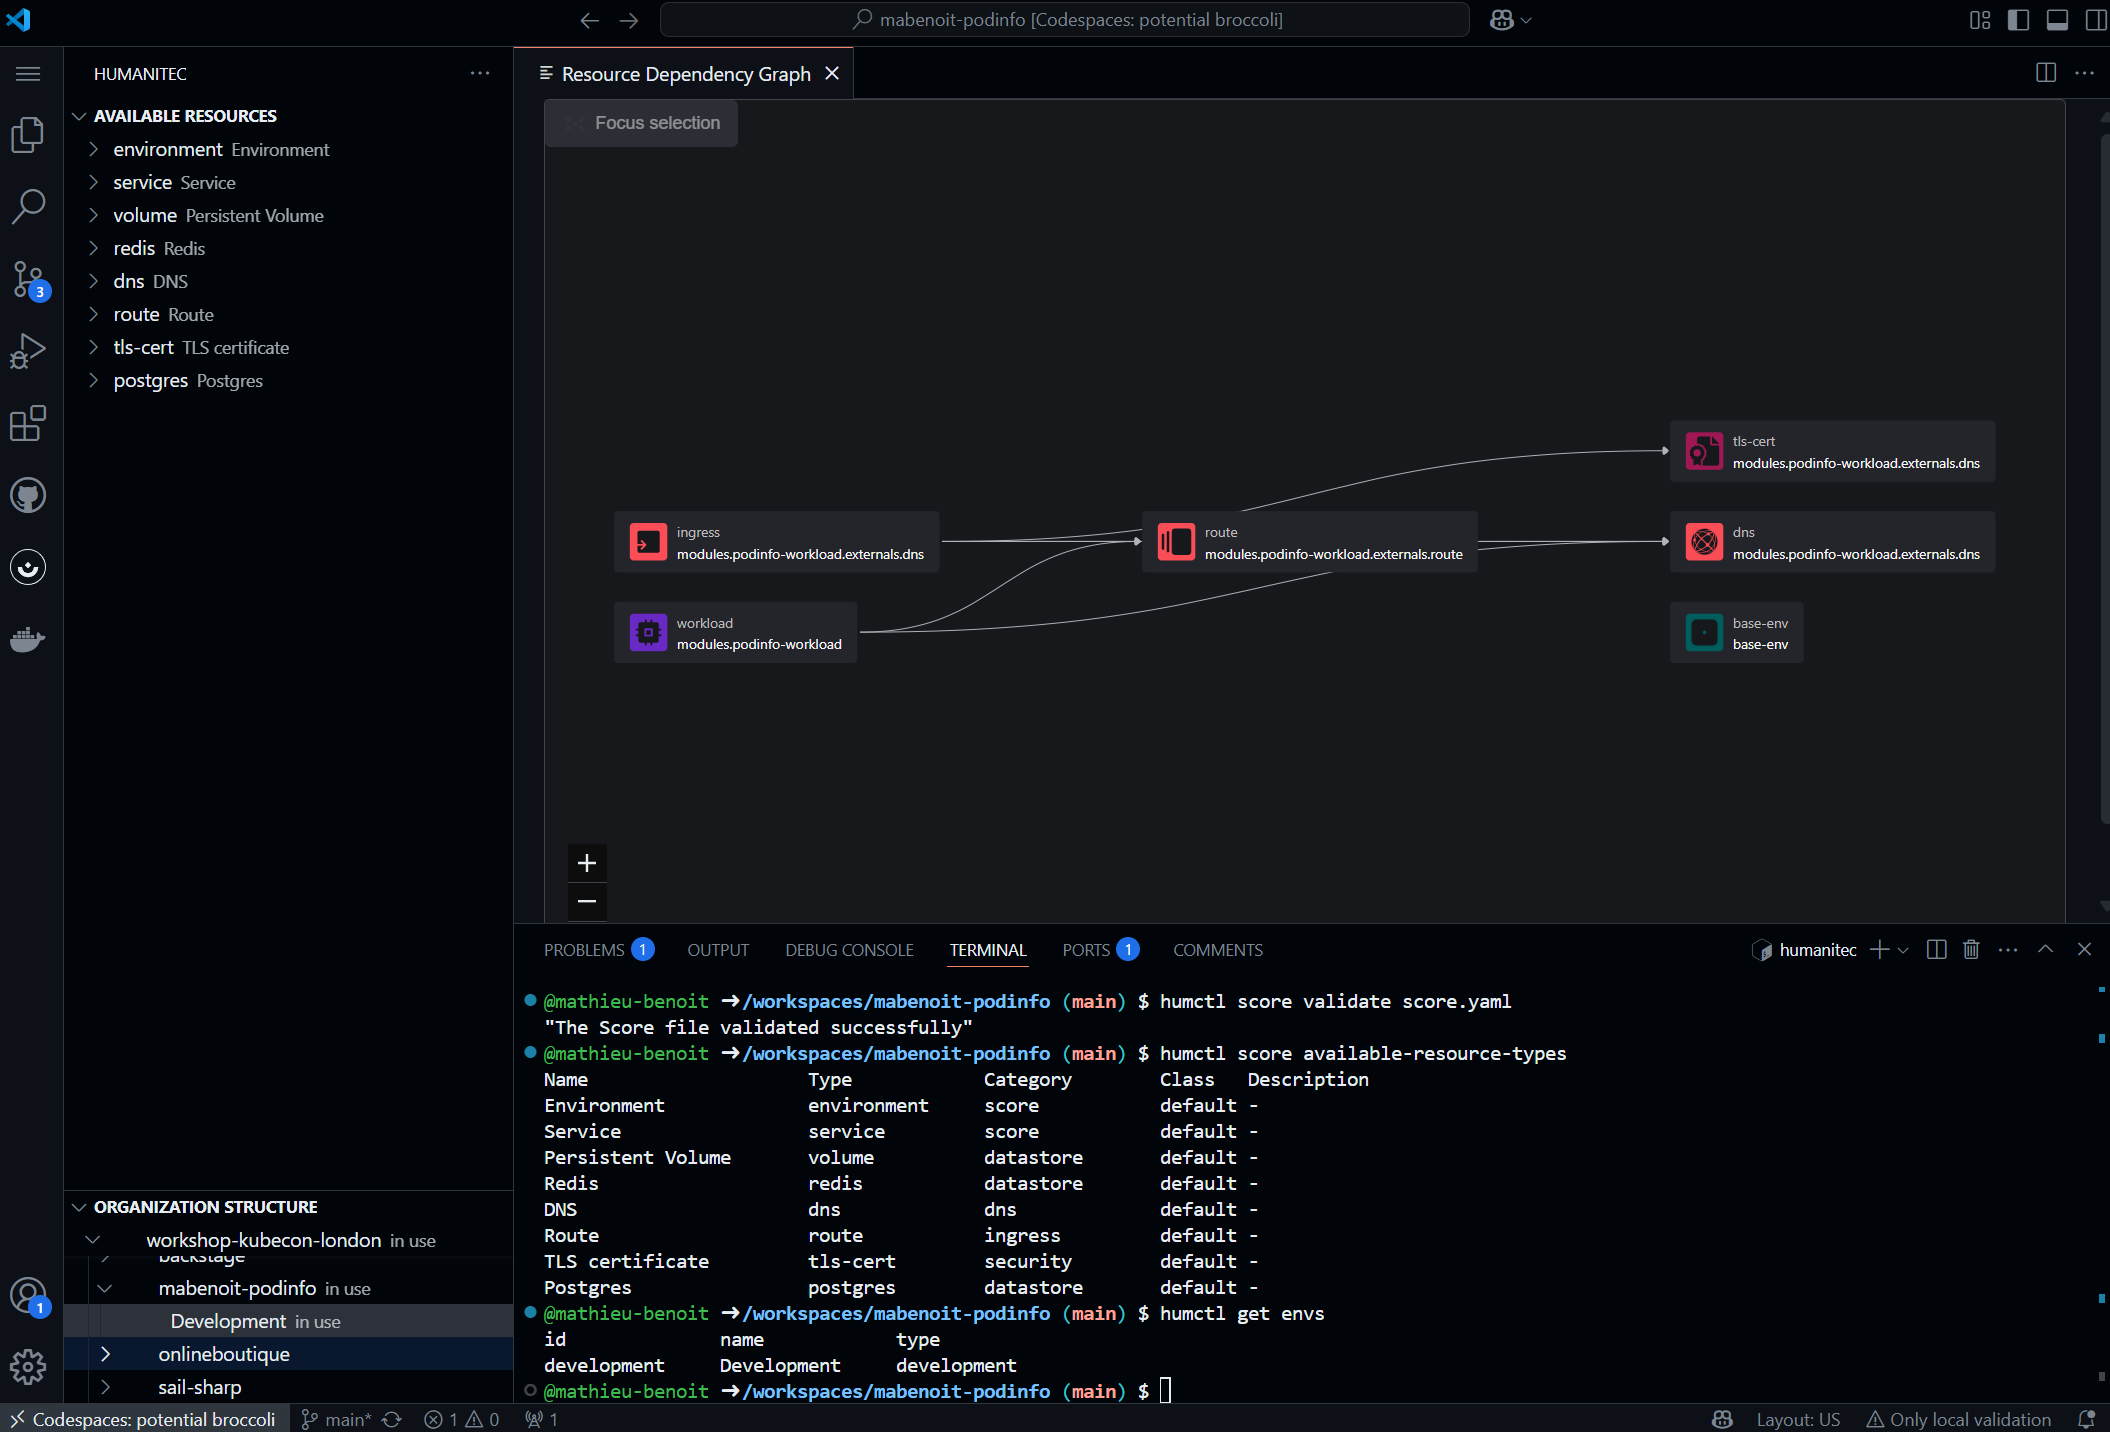 mabenoit-podinfo [Codespaces: potential broccoli]
HUMANITEC
AVAILABLE RESOURCES
environment Environment
service Service
volume Persistent Volume
redis Redis
dns DNS
route Route
tls-cert TLS certificate
postgres Postgres
3
Resource Dependency Graph
Focus selection
tls-cert
modules.podinfo-workload.externals.dns
ingress
modules.podinfo-workload.externals.dns
route
modules.podinfo-workload.externals.route
dns
modules.podinfo-workload.externals.dns
workload
modules.podinfo-workload
base-env
base-env
PROBLEMS 1 OUTPUT DEBUG CONSOLE TERMINAL PORTS 1 COMMENTS humanitec
@mathieu-benoit ➜/workspaces/mabenoit-podinfo (main) $ humctl score validate score.yaml
"The Score file validated successfully"
@mathieu-benoit ➜/workspaces/mabenoit-podinfo (main) $ humctl score available-resource-types
Name Type Category Class Description
Environment environment score default -
Service service score default -
Persistent Volume volume datastore default -
Redis redis datastore default -
DNS dns dns default -
Route route ingress default -
TLS certificate tls-cert security default -
Postgres postgres datastore default -
@mathieu-benoit ➜/workspaces/mabenoit-podinfo (main) $ humctl get envs
id name type
development Development development
@mathieu-benoit ➜/workspaces/mabenoit-podinfo (main) $
ORGANIZATION STRUCTURE
workshop-kubecon-london in use
backstage
mabenoit-podinfo in use
Development in use
onlineboutique
sail-sharp
1
Codespaces: potential broccoli main* 1 0 1 Layout: US Only local validation